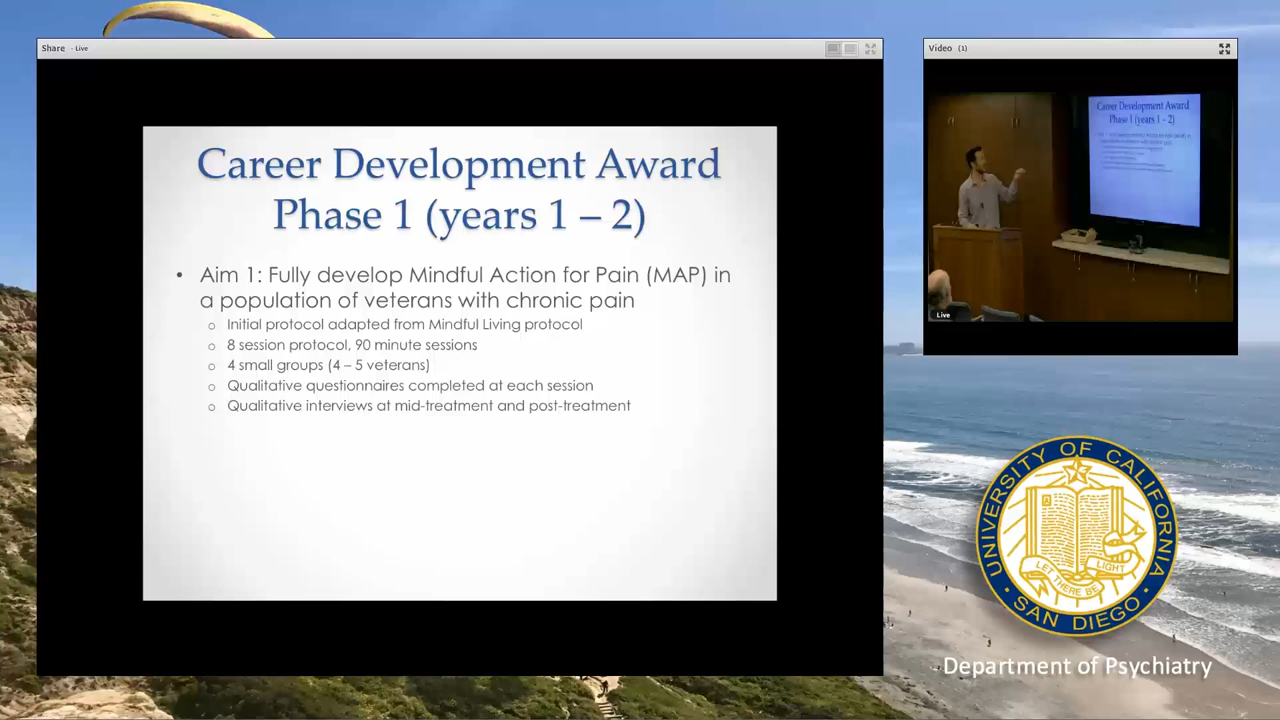 Share - Live
Career Development Award
Phase 1 (years 1 – 2)
• Aim 1: Fully develop Mindful Action for Pain (MAP) in
a population of veterans with chronic pain
o Initial protocol adapted from Mindful Living protocol
o 8 session protocol, 90 minute sessions
o 4 small groups (4 – 5 veterans)
o Qualitative questionnaires completed at each session
o Qualitative interviews at mid-treatment and post-treatment
Video (1)
Career Development Award
Phase 1 (years 1 - 2)
Live
UNIVERSITY OF CALIFORNIA
A
LET THERE BE LIGHT
• SAN DIEGO •
Department of Psychiatry